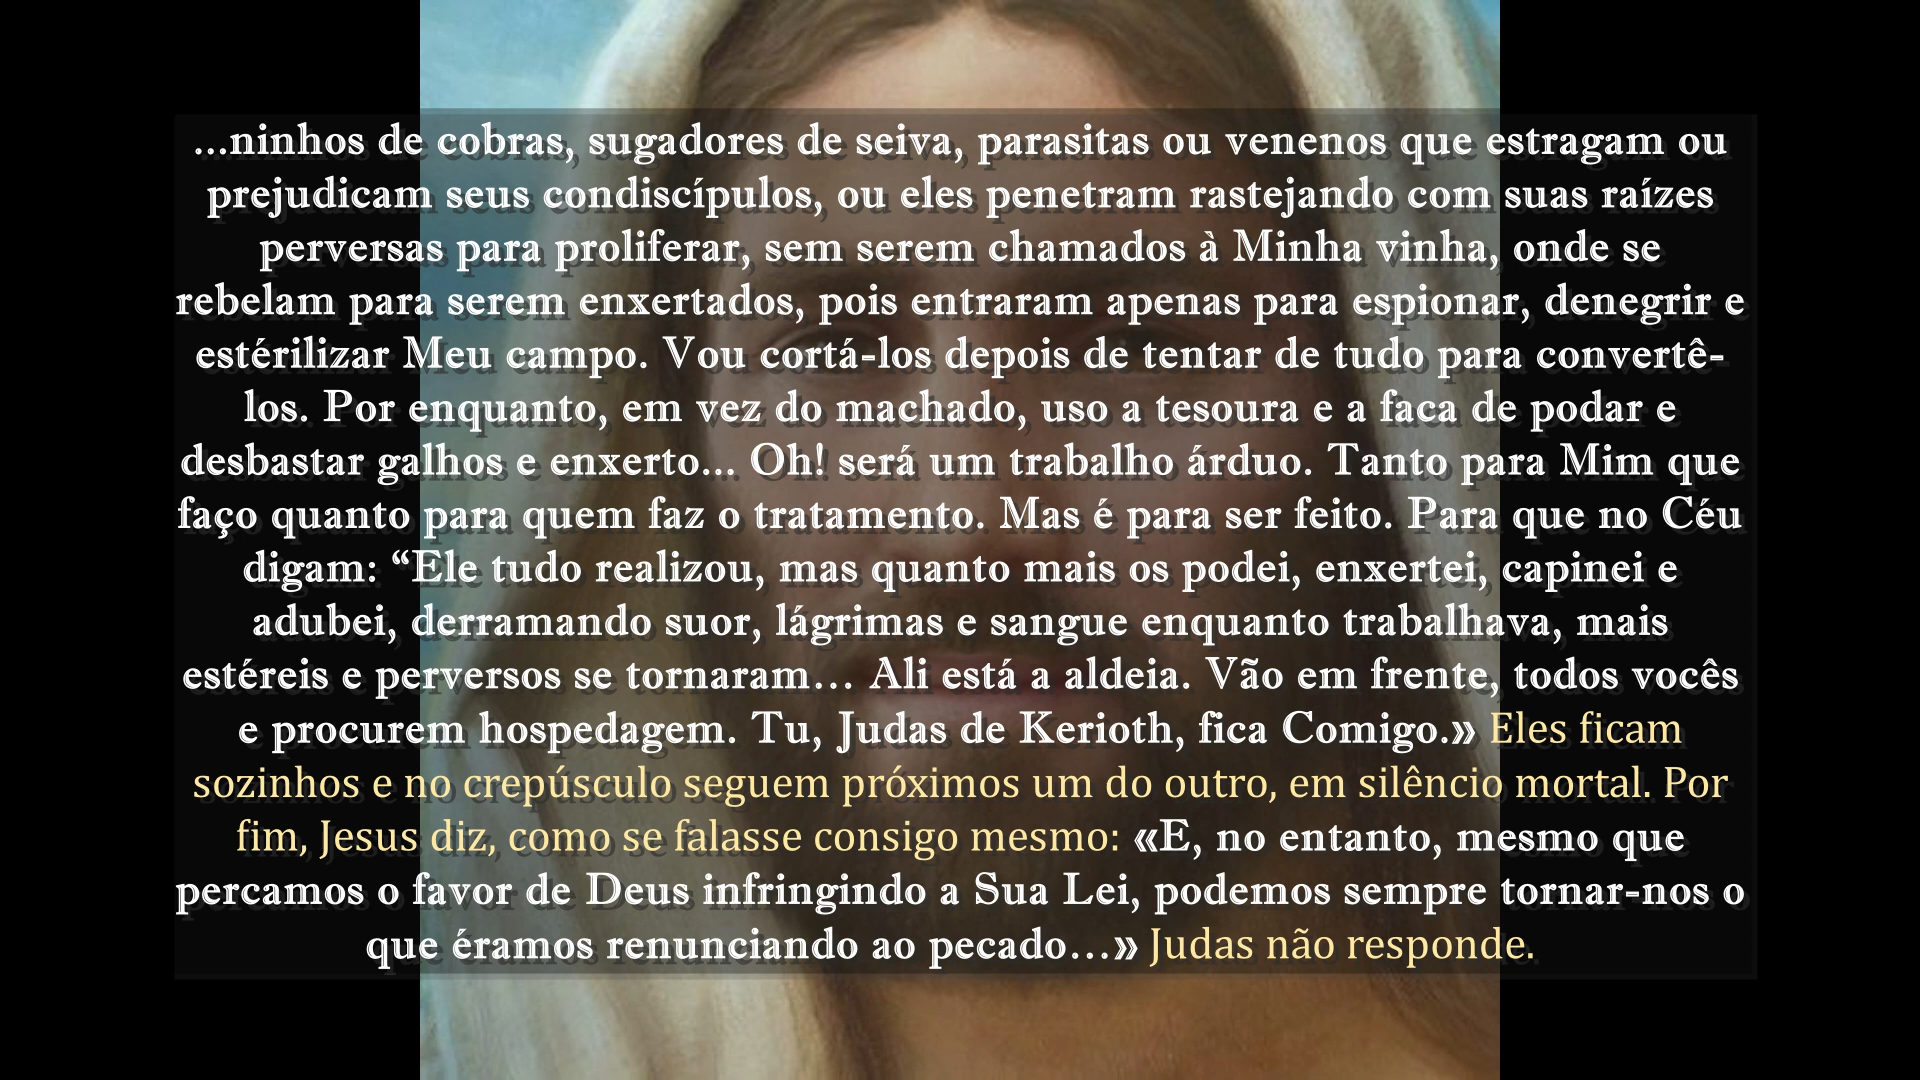 ...ninhos de cobras, sugadores de seiva, parasitas ou venenos que estragam ou
prejudicam seus condiscípulos, ou eles penetram rastejando com suas raízes
perversas para proliferar, sem serem chamados à Minha vinha, onde se
rebelam para serem enxertados, pois entraram apenas para espionar, denegrir e
estérilizar Meu campo. Vou cortá-los depois de tentar de tudo para convertê-
los. Por enquanto, em vez do machado, uso a tesoura e a faca de podar e
desbastar galhos e enxerto... Oh! será um trabalho árduo. Tanto para Mim que
faço quanto para quem faz o tratamento. Mas é para ser feito. Para que no Céu
digam: “Ele tudo realizou, mas quanto mais os podei, enxertei, capinei e
adubei, derramando suor, lágrimas e sangue enquanto trabalhava, mais
estéreis e perversos se tornaram… Ali está a aldeia. Vão em frente, todos vocês
e procurem hospedagem. Tu, Judas de Kerioth, fica Comigo.» Eles ficam
sozinhos e no crepúsculo seguem próximos um do outro, em silêncio mortal. Por
fim, Jesus diz, como se falasse consigo mesmo: «E, no entanto, mesmo que
percamos o favor de Deus infringindo a Sua Lei, podemos sempre tornar-nos o
que éramos renunciando ao pecado…» Judas não responde.